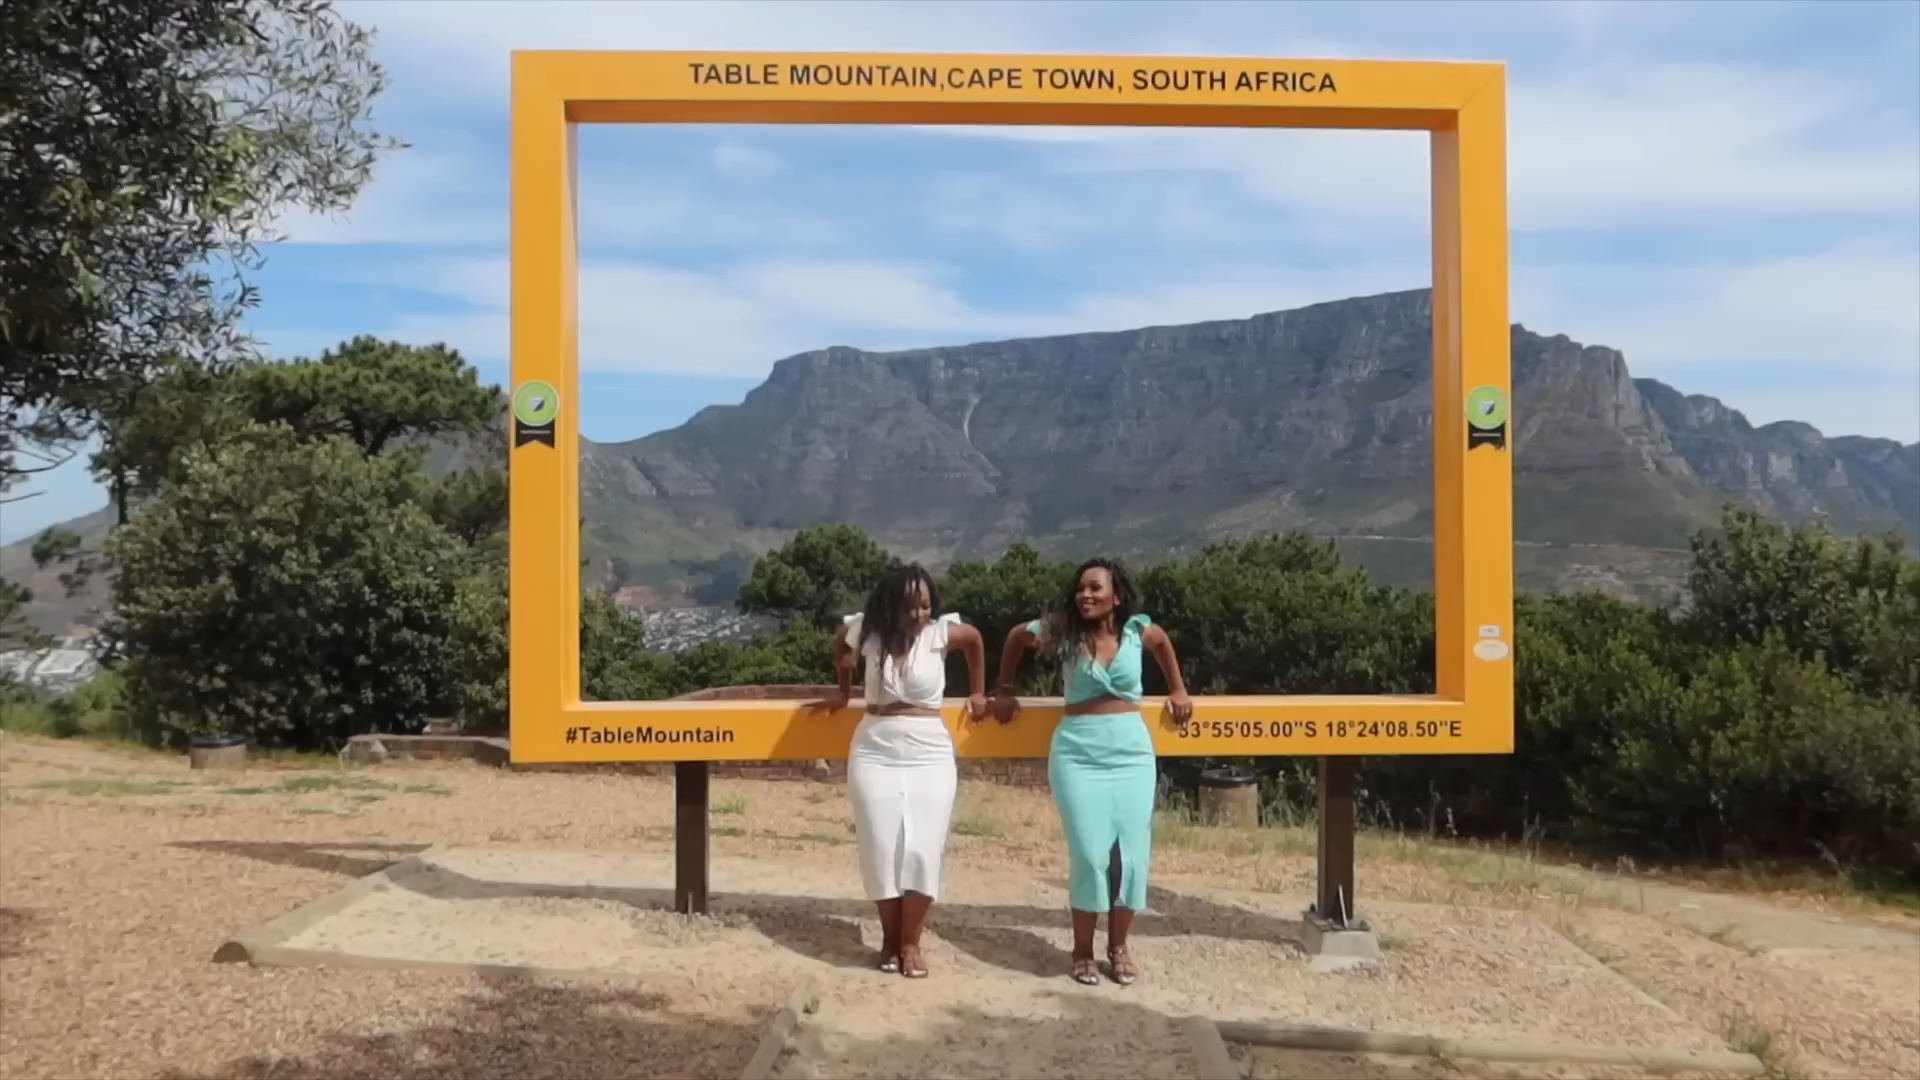 TABLE MOUNTAIN,CAPE TOWN, SOUTH AFRICA
#TableMountain
33°55'05.00"S 18°24'08.50"E